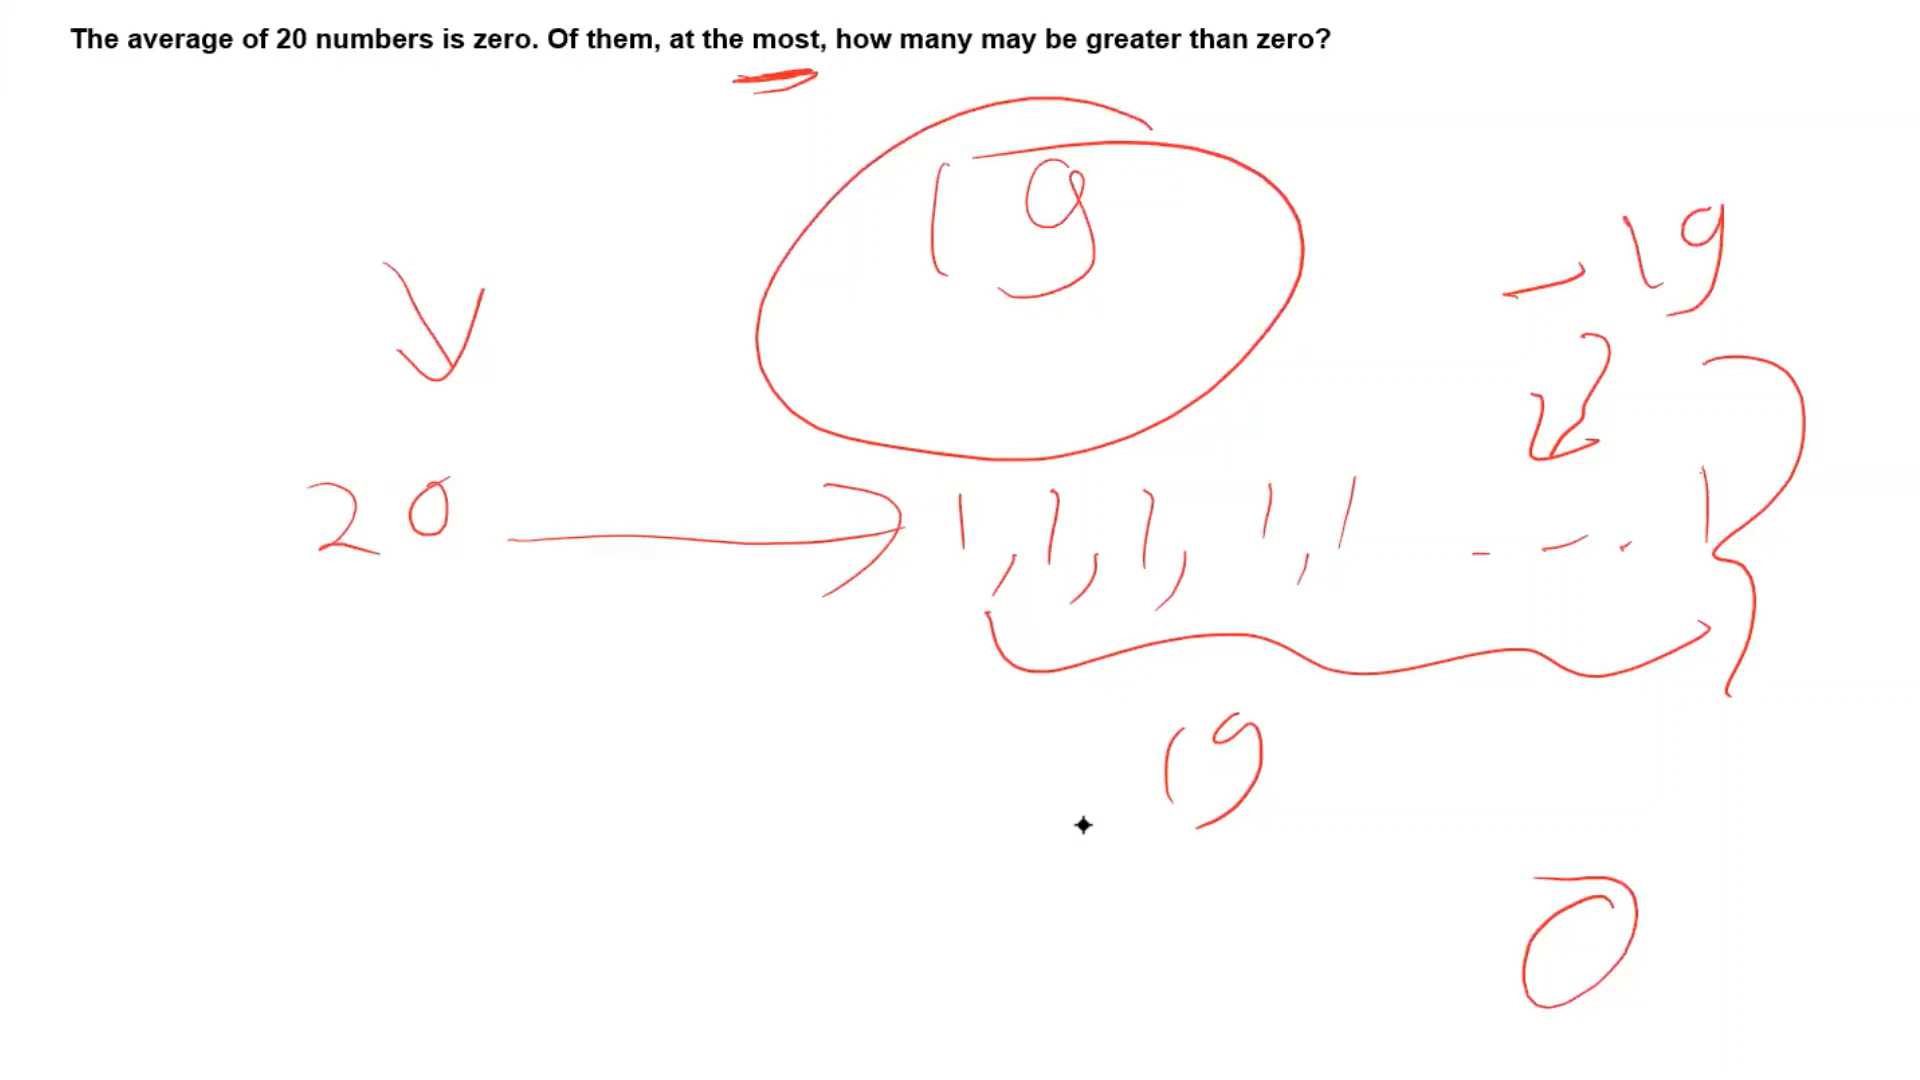 The average of 20 numbers is zero. Of them, at the most, how many may be greater than zero?
19
- 19
20 → 1, 1, 1, 1, 1 - - - 1
19
0